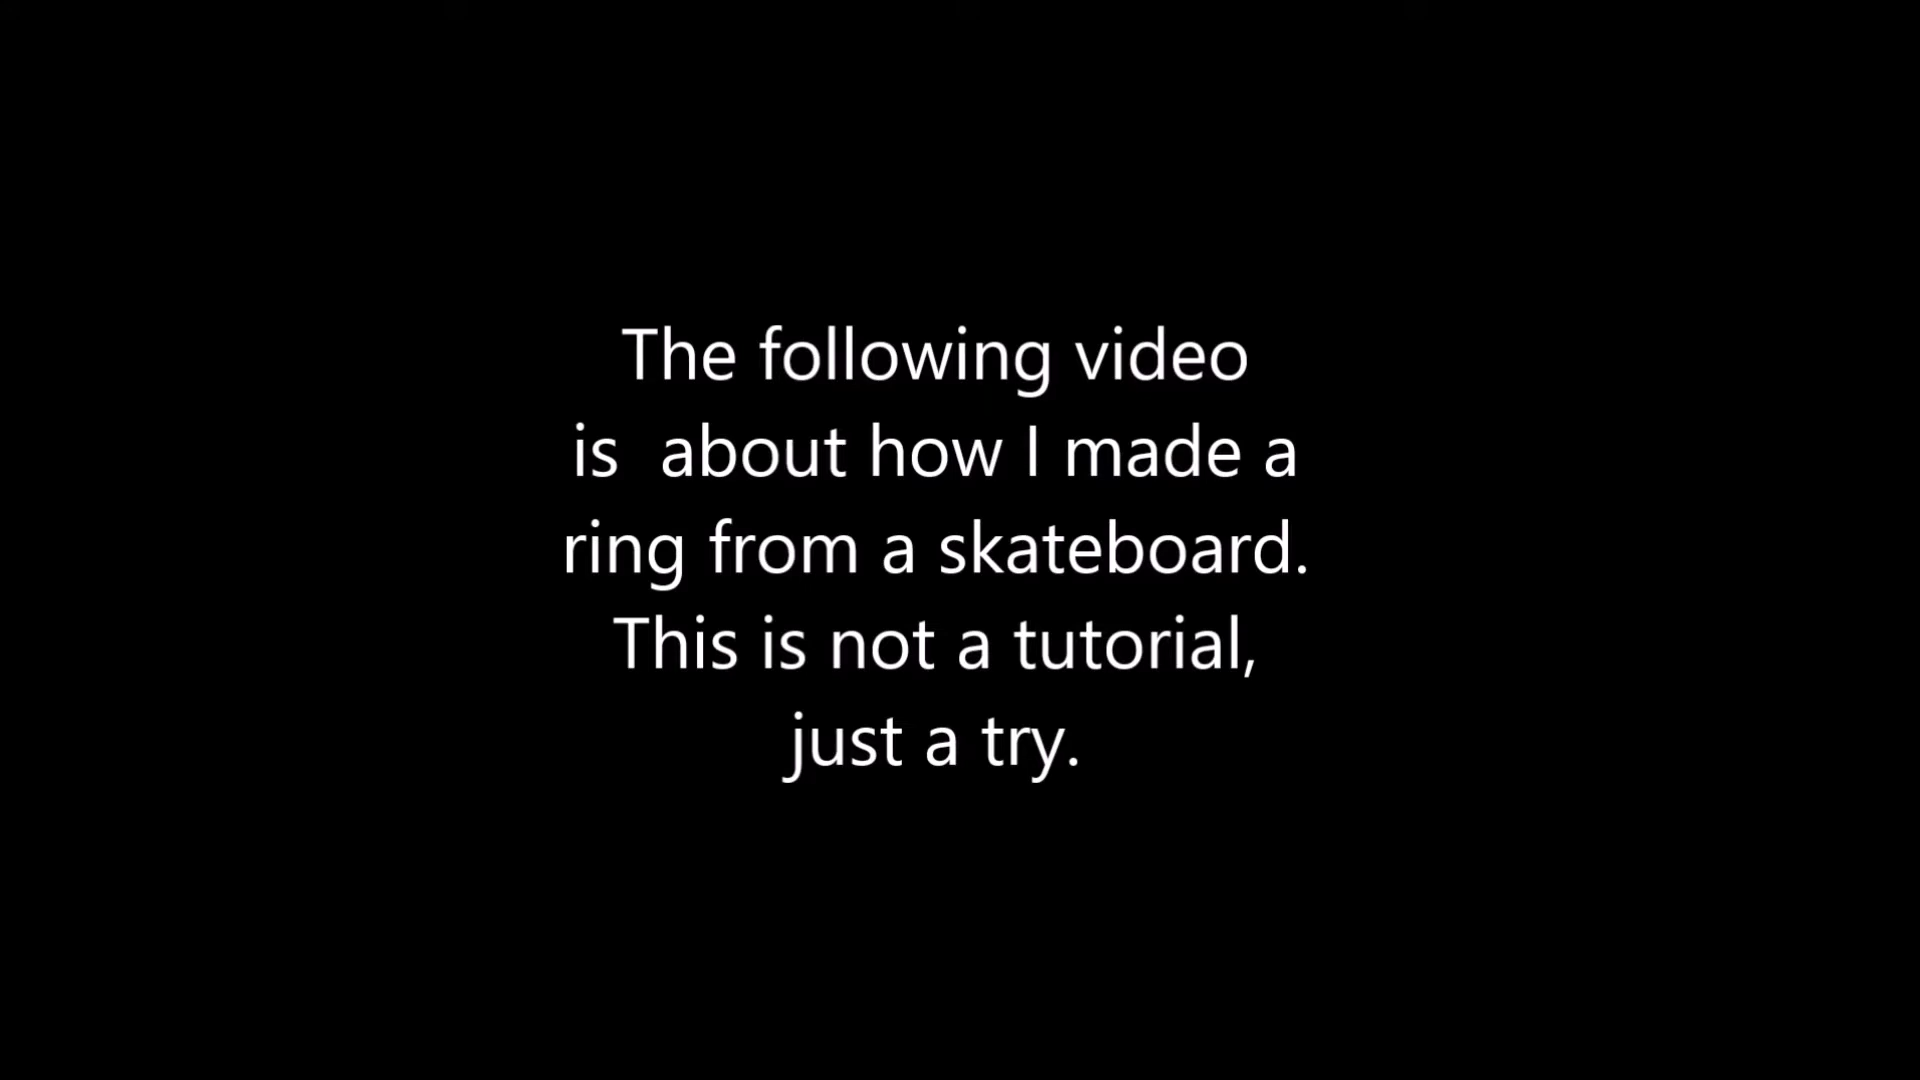 The following video
is  about how I made a
ring from a skateboard.
This is not a tutorial,
just a try.